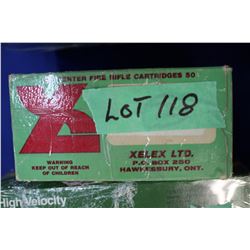 CENTER FIRE RIFLE CARTRIDGES 50
LOT 118
WARNING
KEEP OUT OF REACH
OF CHILDREN
XELEX LTD.
P.O. BOX 250
HAWKESBURY, ONT.
High Velocity